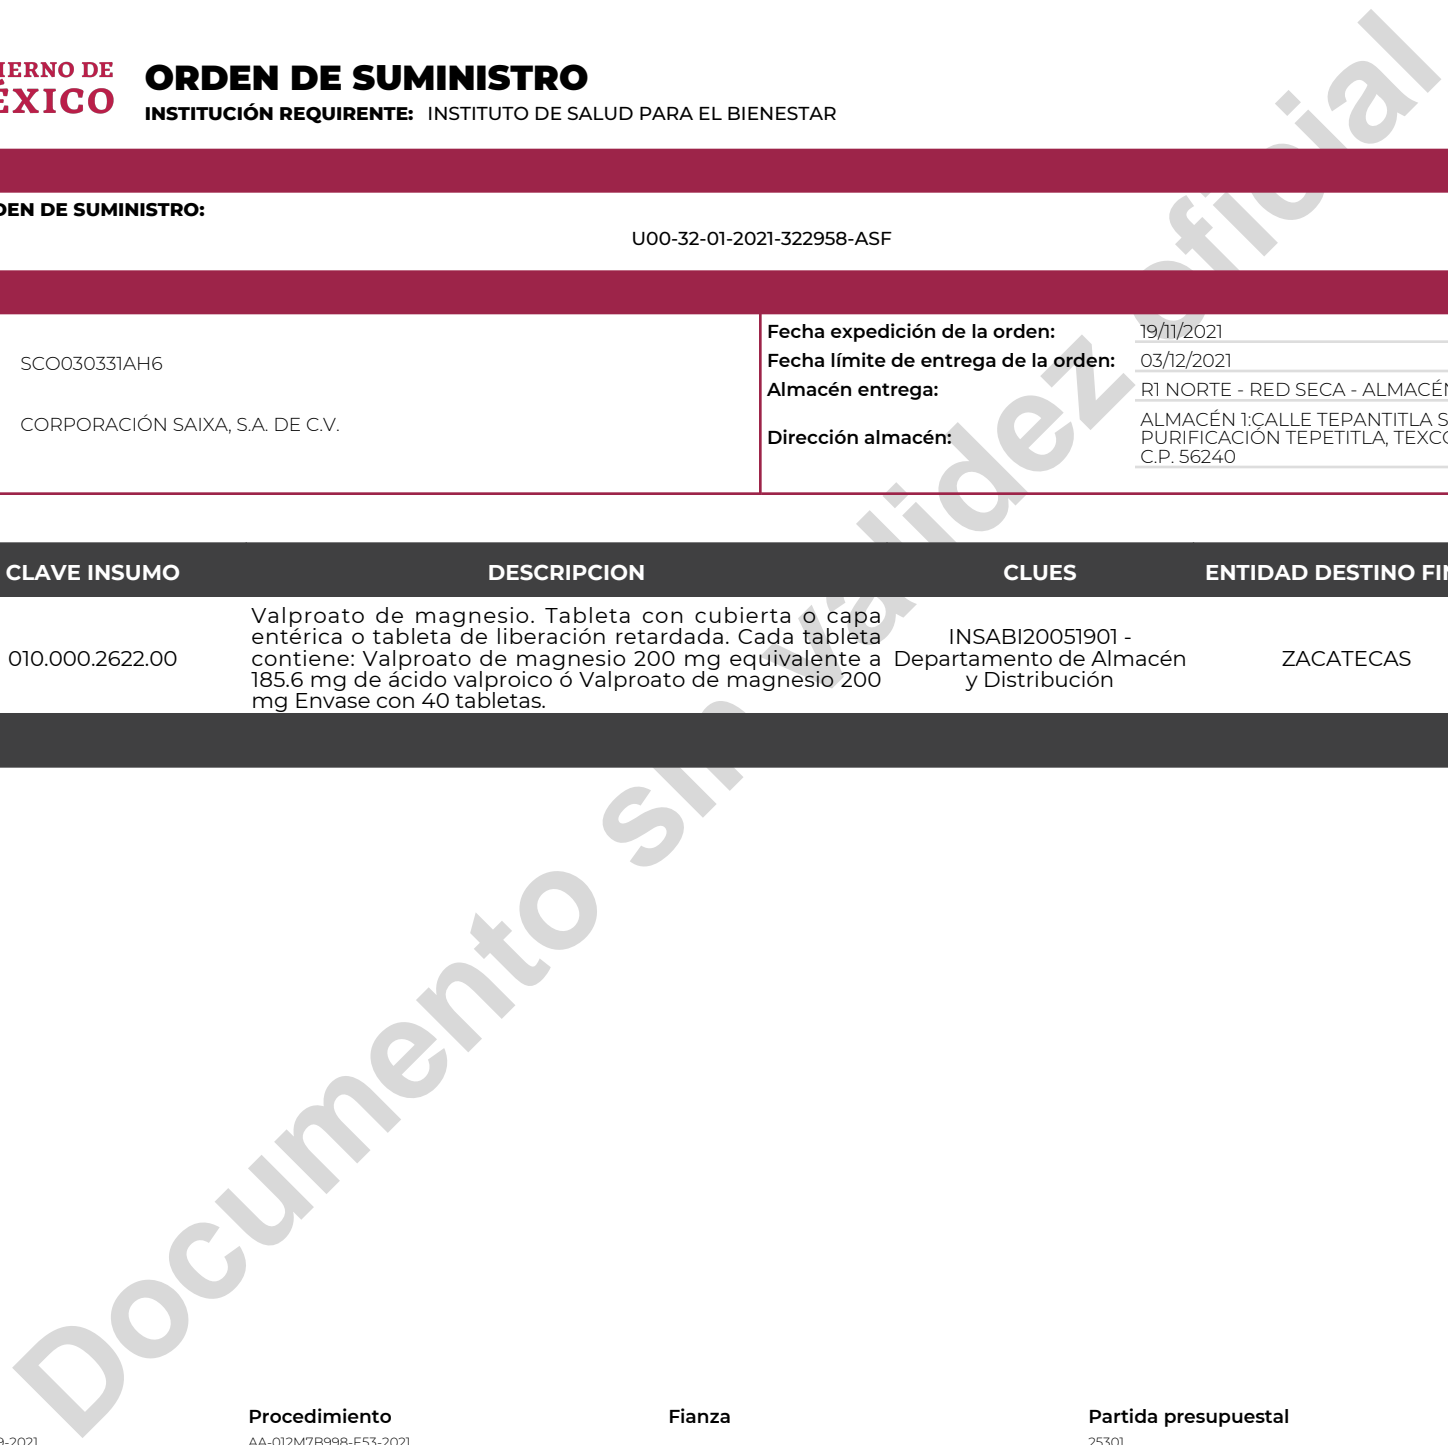 ORDEN DE SUMINISTRO
INSTITUCIÓN REQUIRENTE: INSTITUTO DE SALUD PARA EL BIENESTAR
DE
MÉXICO
DE SUMINISTRO:
U00-32-01-2021-322958-ASF
SCO030331AH6
CORPORACIÓN SAIXA, S.A. DE C.V.
Fecha expedición de la orden: 19/11/2021
Fecha límite de entrega de la orden: 03/12/2021
Almacén entrega: R1 NORTE - RED SECA - ALMACÉN
Dirección almacén: ALMACÉN 1:CALLE TEPANTITLA
PURIFICACIÓN TEPETITLA,
C.P. 56240
CLAVE INSUMO DESCRIPCION CLUES ENTIDAD DESTINO
010.000.2622.00
Valproato de magnesio. Tableta con cubierta o capa
entérica o tableta de liberación retardada. Cada tableta
contiene: Valproato de magnesio 200 mg equivalente a
185.6 mg de ácido valproico ó Valproato de magnesio 200
mg Envase con 40 tabletas.
INSABI20051901 -
Departamento de Almacén
y Distribución
ZACATECAS
Documento sin validez oficial
Procedimiento Fianza Partida presupuestal
AA-012M7B998-E53-2021 25301